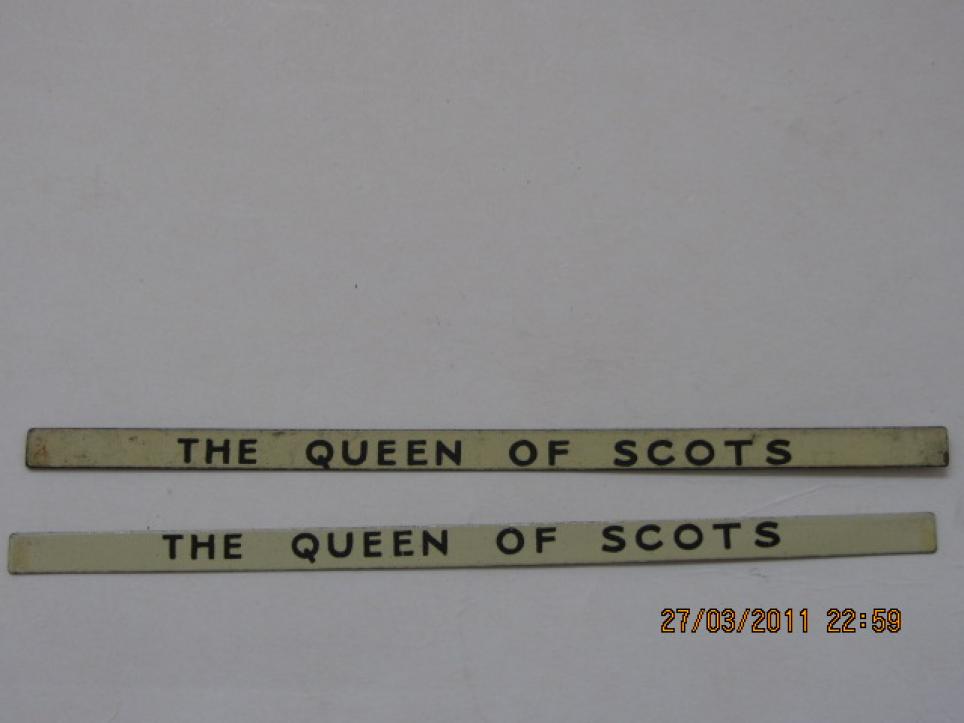 THE QUEEN OF SCOTS
THE QUEEN OF SCOTS
27/03/2011 22:59